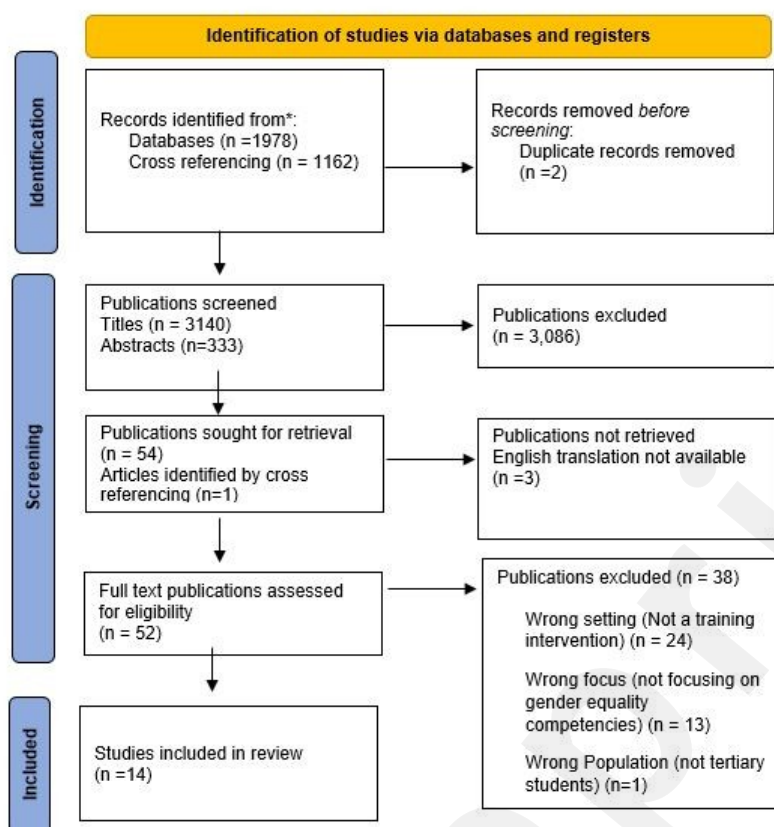 Identification of studies via databases and registers
Identification
Records identified from*:
Databases (n =1978)
Cross referencing (n = 1162)
Records removed before
screening:
Duplicate records removed
(n =2)
Screening
Publications screened
Titles (n = 3140)
Abstracts (n=333)
Publications excluded
(n = 3,086)
Publications sought for retrieval
(n = 54)
Articles identified by cross
referencing (n=1)
Publications not retrieved
English translation not available
(n =3)
Full text publications assessed
for eligibility
(n = 52)
Publications excluded (n = 38)
Wrong setting (Not a training
intervention) (n = 24)
Wrong focus (not focusing on
gender equality
competencies) (n = 13)
Wrong Population (not tertiary
students) (n=1)
Included
Studies included in review
(n =14)